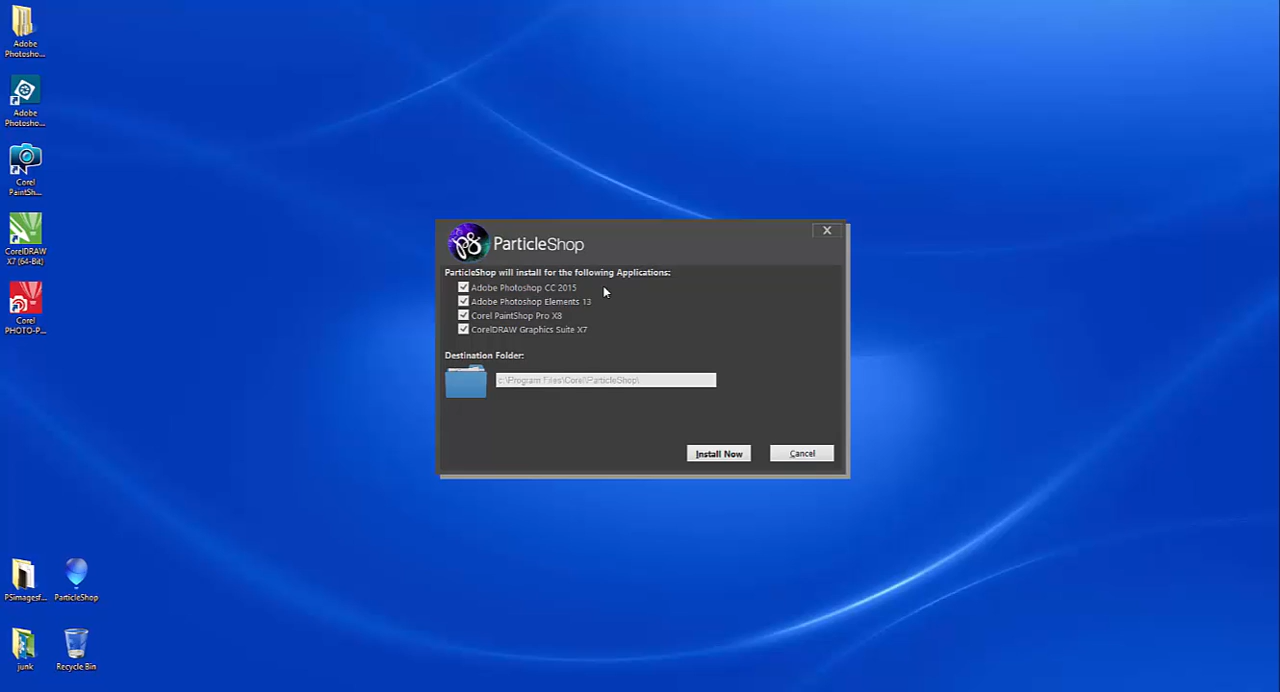 Adobe
Photosho...
Adobe
Photosho...
Corel
PaintSh...
CorelDRAW
X7 (64-Bit)
Corel
PHOTO-P...
ParticleShop
X
ParticleShop will install for the following Applications:
Adobe Photoshop CC 2015
Adobe Photoshop Elements 13
Corel PaintShop Pro X8
CorelDRAW Graphics Suite X7
Destination Folder:
c:\Program Files\Corel\ParticleShop\
Install Now
Cancel
PSimagesf...
ParticleShop
junk
Recycle Bin